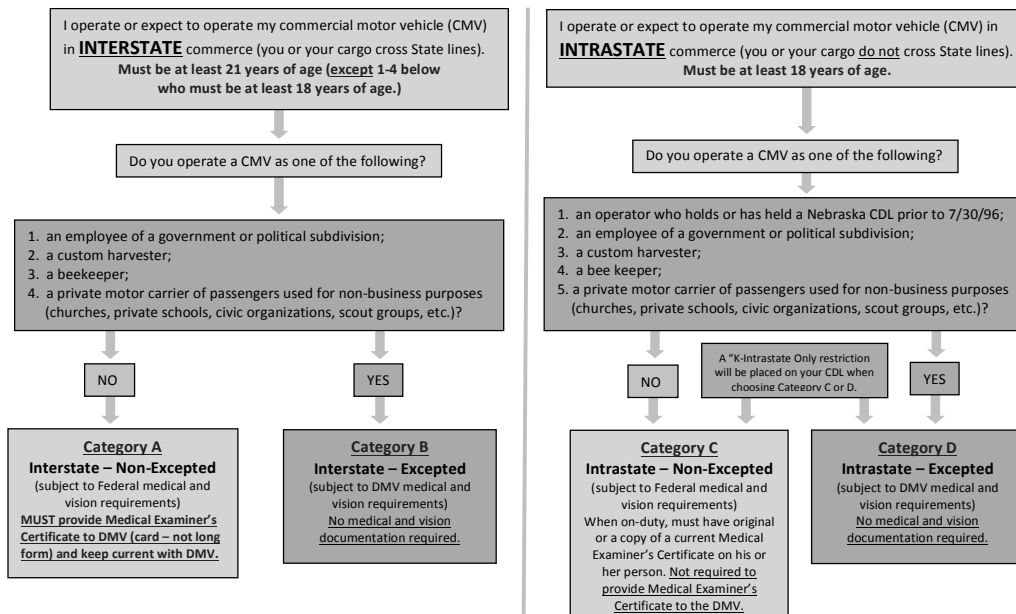 I operate or expect to operate my commercial motor vehicle (CMV)
in INTERSTATE commerce (you or your cargo cross State lines).
Must be at least 21 years of age (except 1-4 below
who must be at least 18 years of age.)
Do you operate a CMV as one of the following?
1. an employee of a government or political subdivision;
2. a custom harvester;
3. a beekeeper;
4. a private motor carrier of passengers used for non-business purposes
(churches, private schools, civic organizations, scout groups, etc.)?
NO
YES
Category A
Interstate – Non-Excepted
(subject to Federal medical and
vision requirements)
MUST provide Medical Examiner's
Certificate to DMV (card – not long
form) and keep current with DMV.
Category B
Interstate – Excepted
(subject to DMV medical and
vision requirements)
No medical and vision
documentation required.
I operate or expect to operate my commercial motor vehicle (CMV) in
INTRASTATE commerce (you or your cargo do not cross State lines).
Must be at least 18 years of age.
Do you operate a CMV as one of the following?
1. an operator who holds or has held a Nebraska CDL prior to 7/30/96;
2. an employee of a government or political subdivision;
3. a custom harvester;
4. a bee keeper;
5. a private motor carrier of passengers used for non-business purposes
(churches, private schools, civic organizations, scout groups, etc.)?
NO
A "K-Intrastate Only restriction
will be placed on your CDL when
choosing Category C or D.
YES
Category C
Intrastate – Non-Excepted
(subject to Federal medical and
vision requirements)
When on-duty, must have original
or a copy of a current Medical
Examiner's Certificate on his or
her person. Not required to
provide Medical Examiner's
Certificate to the DMV.
Category D
Intrastate – Excepted
(subject to DMV medical and
vision requirements)
No medical and vision
documentation required.